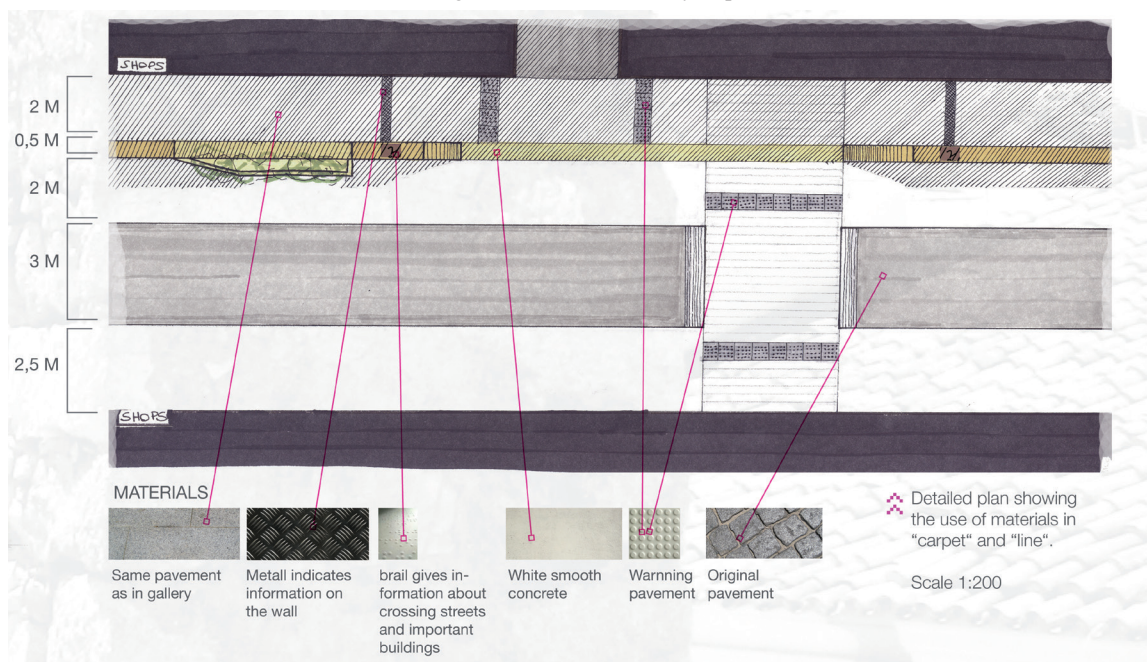 SHOPS
2 M
0,5 M
2 M
3 M
2,5 M
SHOPS
MATERIALS
Same pavement
as in gallery
Metall indicates
information on
the wall
brail gives in-
formation about
crossing streets
and important
buildings
White smooth
concrete
Warnning
pavement
Original
pavement
Detailed plan showing
the use of materials in
“carpet“ and “line“.
Scale 1:200